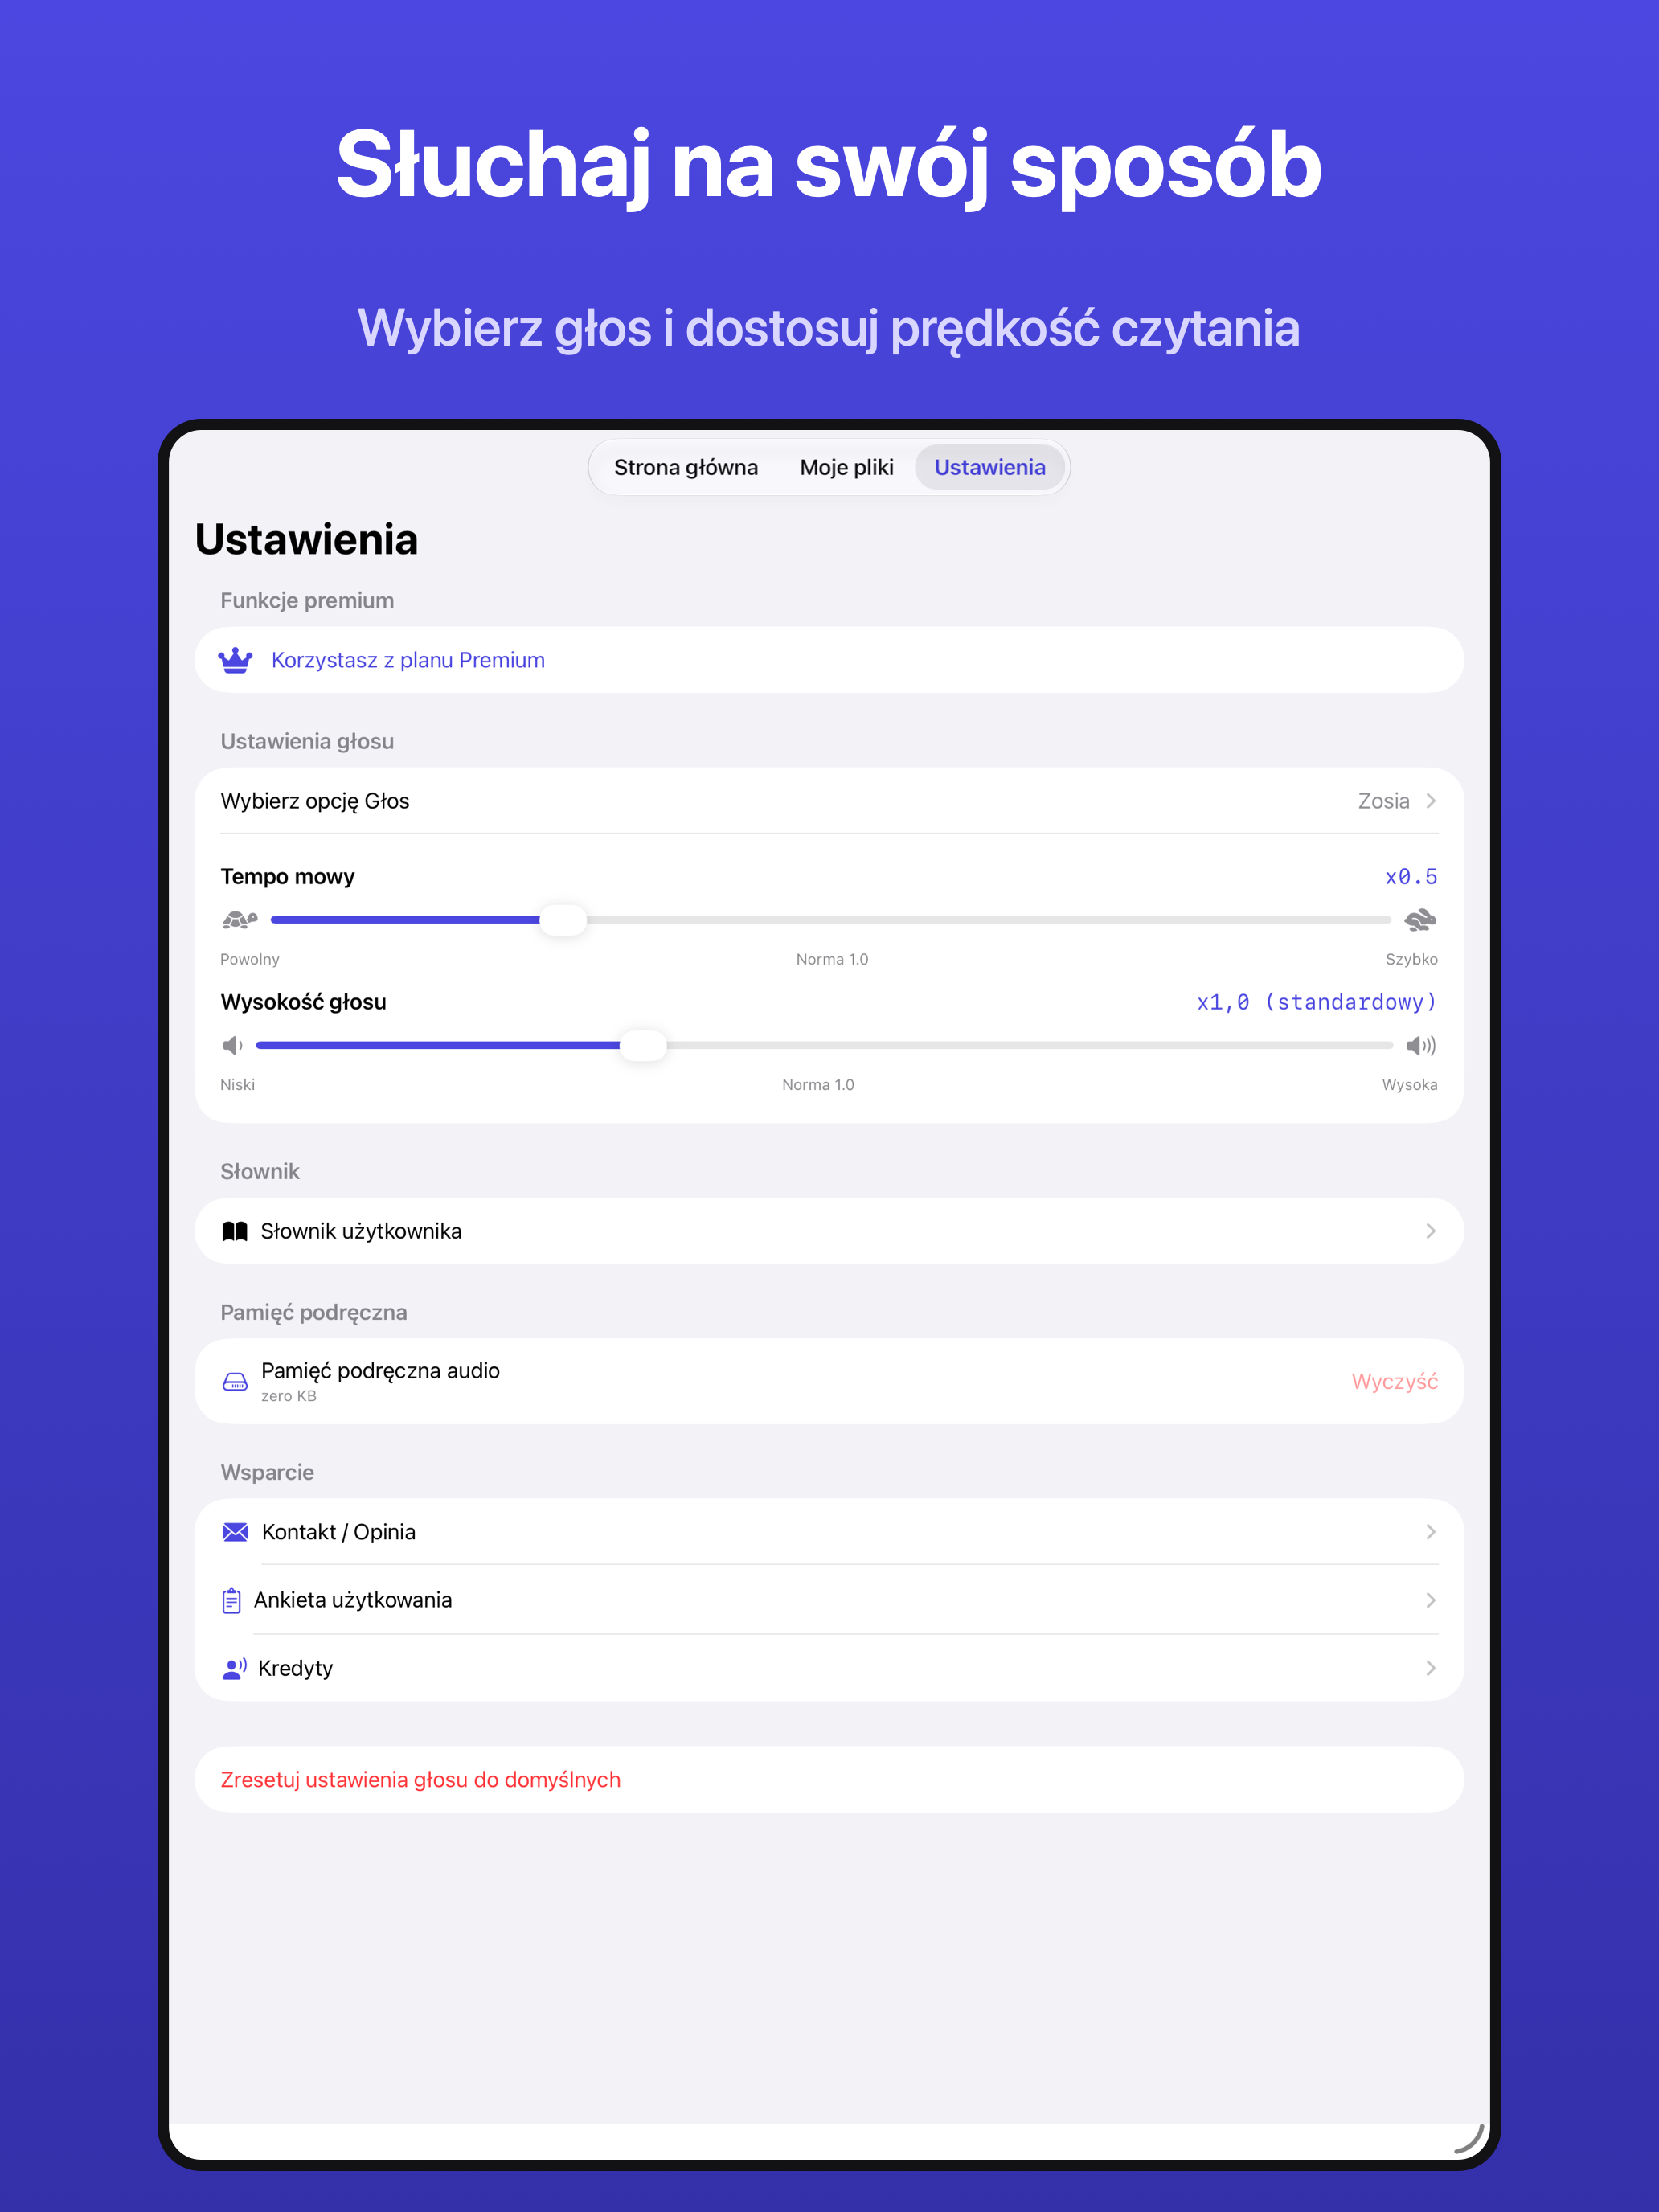 Słuchaj na swój sposób
Wybierz głos i dostosuj prędkość czytania
Strona główna Moje pliki Ustawienia
Ustawienia
Funkcje premium
Korzystasz z planu Premium
Ustawienia głosu
Wybierz opcję Głos Zosia
Tempo mowy x0.5
Powolny Norma 1.0 Szybko
Wysokość głosu x1,0 (standardowy)
Niski Norma 1.0 Wysoka
Słownik
Słownik użytkownika
Pamięć podręczna
Pamięć podręczna audio
zero KB
Wyczyść
Wsparcie
Kontakt / Opinia
Ankieta użytkowania
Kredyty
Zresetuj ustawienia głosu do domyślnych